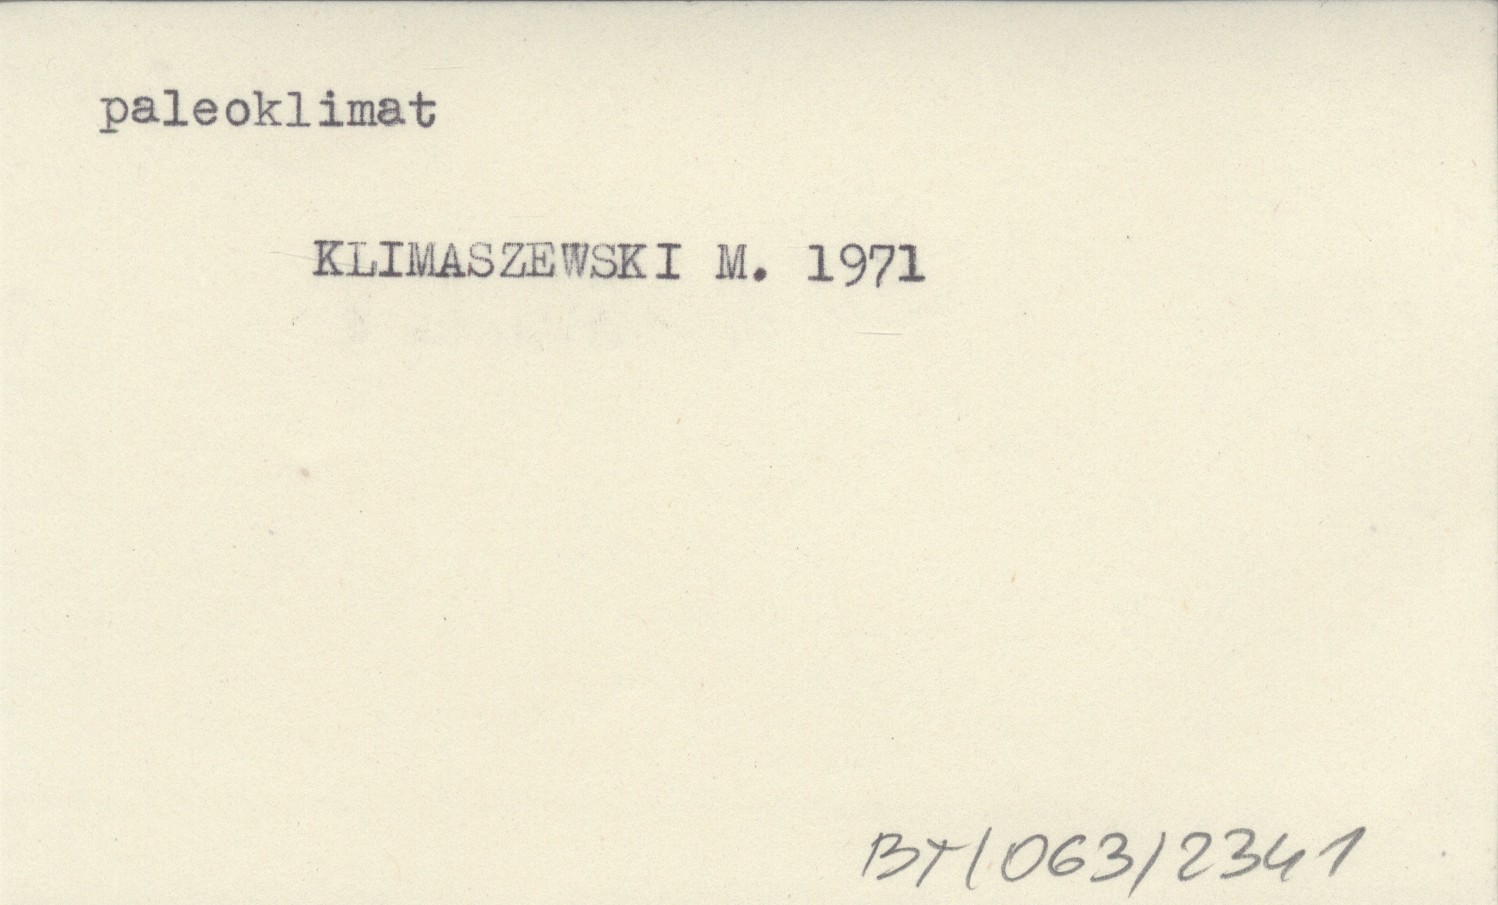 paleoklimat
KLIMASZEWSKI M. 1971
BT/063/2341